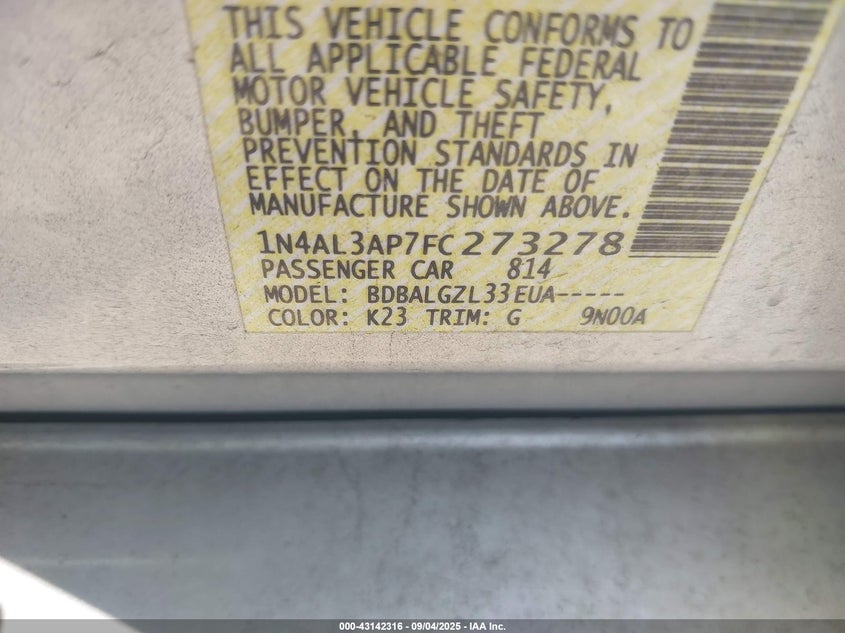 THIS VEHICLE CONFORMS TO
ALL APPLICABLE FEDERAL
MOTOR VEHICLE SAFETY,
BUMPER, AND THEFT
PREVENTION STANDARDS IN
EFFECT ON THE DATE OF
MANUFACTURE SHOWN ABOVE.
1N4AL3AP7FC273278
PASSENGER CAR 814
MODEL: BDBALGZL33EUA-----
COLOR: K23 TRIM: G 9N00A
000-43142316 - 09/04/2025 - IAA Inc.